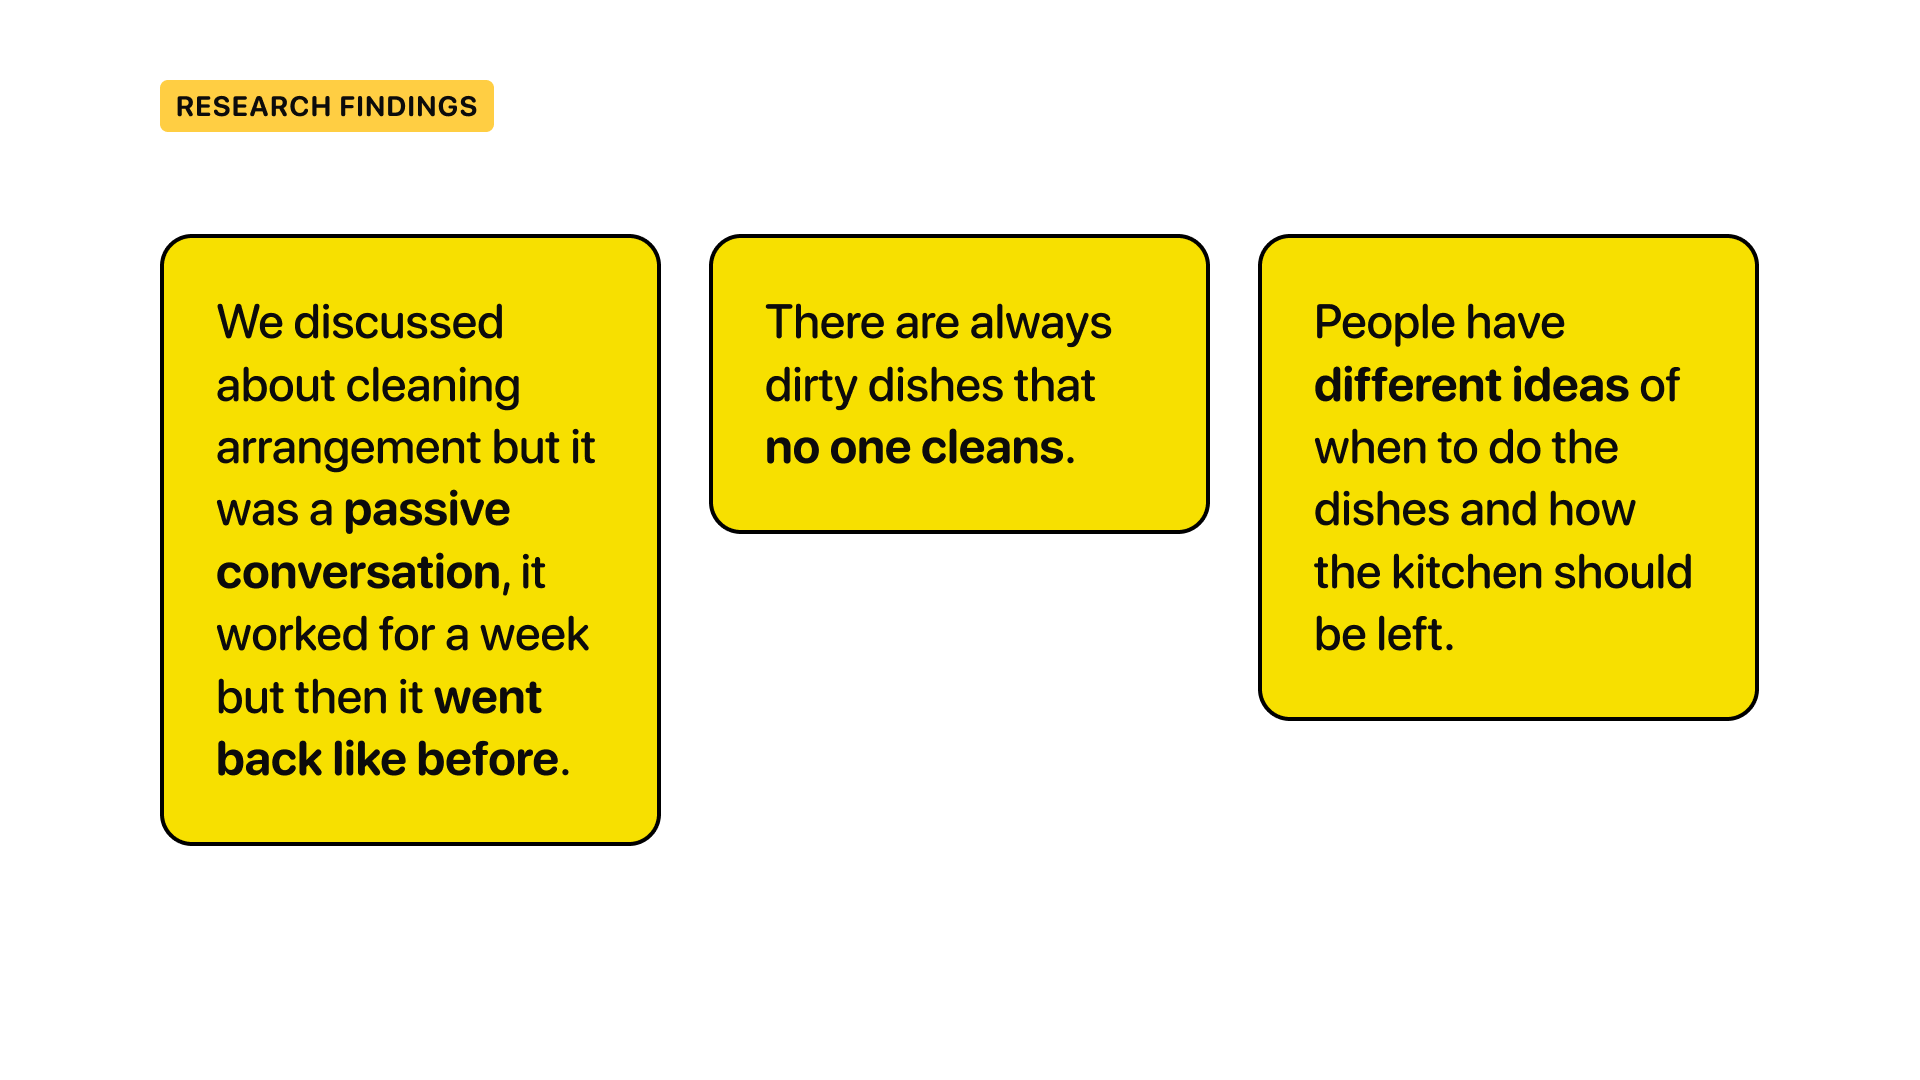 RESEARCH FINDINGS
We discussed
about cleaning
arrangement but it
was a passive
conversation, it
worked for a week
but then it went
back like before.
There are always
dirty dishes that
no one cleans.
People have
different ideas of
when to do the
dishes and how
the kitchen should
be left.